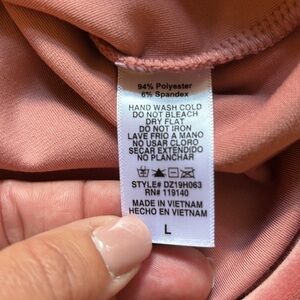 94% Polyester
6% Spandex
HAND WASH COLD
DO NOT BLEACH
DRY FLAT
DO NOT IRON
LAVE FRIO A MANO
NO USAR CLORO
SECAR EXTENDIDO
NO PLANCHAR
STYLE# DZ19H063
RN# 119140
MADE IN VIETNAM
HECHO EN VIETNAM
L